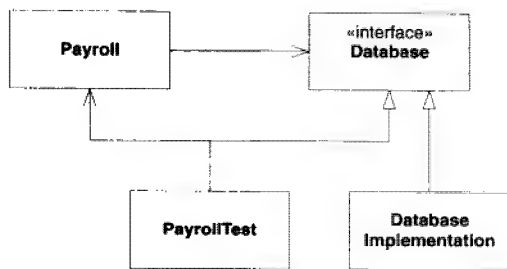 Payroll
«interface»
Database
PayrollTest
Database
Implementation